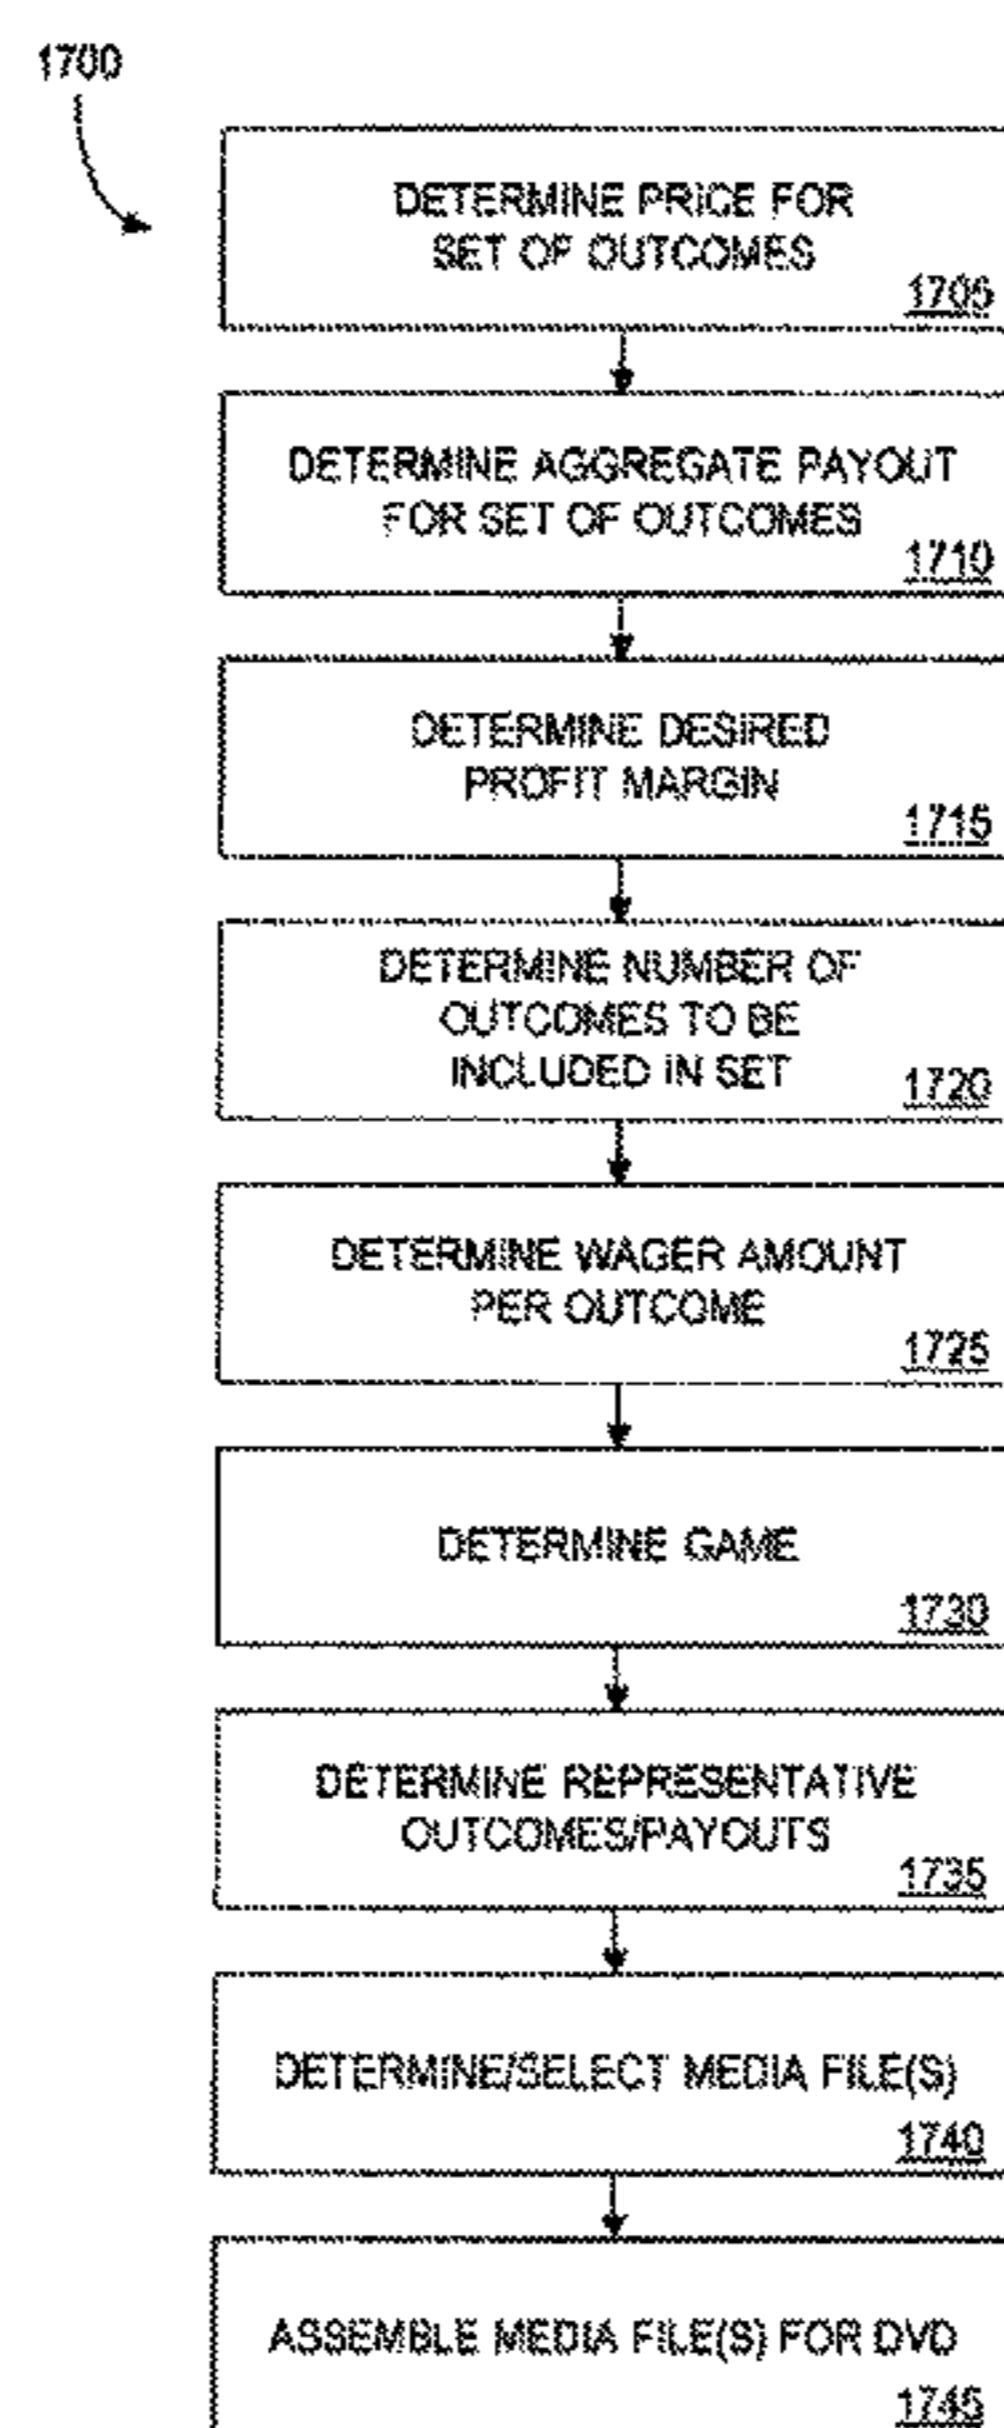 1700
DETERMINE PRICE FOR
SET OF OUTCOMES
1705
DETERMINE AGGREGATE PAYOUT
FOR SET OF OUTCOMES
1710
DETERMINE DESIRED
PROFIT MARGIN
1715
DETERMINE NUMBER OF
OUTCOMES TO BE
INCLUDED IN SET
1720
DETERMINE WAGER AMOUNT
PER OUTCOME
1725
DETERMINE GAME
1730
DETERMINE REPRESENTATIVE
OUTCOMES/PAYOUTS
1735
DETERMINE/SELECT MEDIA FILE(S)
1740
ASSEMBLE MEDIA FILE(S) FOR DVD
1745